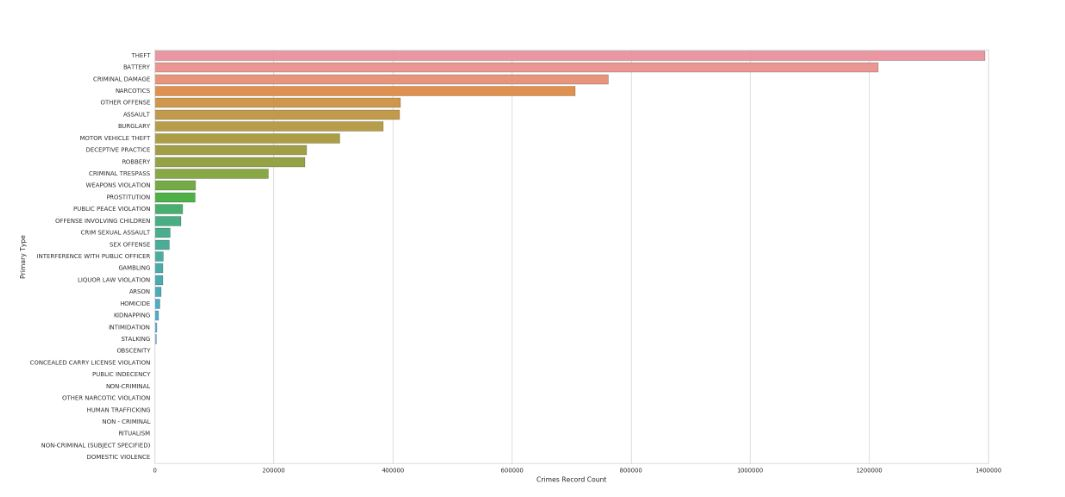 THEFT
BATTERY
CRIMINAL DAMAGE
NARCOTICS
OTHER OFFENSE
ASSAULT
BURGLARY
MOTOR VEHICLE THEFT
DECEPTIVE PRACTICE
ROBBERY
CRIMINAL TRESPASS
WEAPONS VIOLATION
PROSTITUTION
PUBLIC PEACE VIOLATION
OFFENSE INVOLVING CHILDREN
CRIM SEXUAL ASSAULT
SEX OFFENSE
INTERFERENCE WITH PUBLIC OFFICER
GAMBLING
LIQUOR LAW VIOLATION
ARSON
HOMICIDE
KIDNAPPING
INTIMIDATION
STALKING
OBSCENITY
CONCEALED CARRY LICENSE VIOLATION
PUBLIC INDECENCY
NON-CRIMINAL
OTHER NARCOTIC VIOLATION
HUMAN TRAFFICKING
NON - CRIMINAL
RITUALISM
NON-CRIMINAL (SUBJECT SPECIFIED)
DOMESTIC VIOLENCE
Primary Type
0 200000 400000 600000 800000 1000000 1200000 1400000
Crimes Record Count